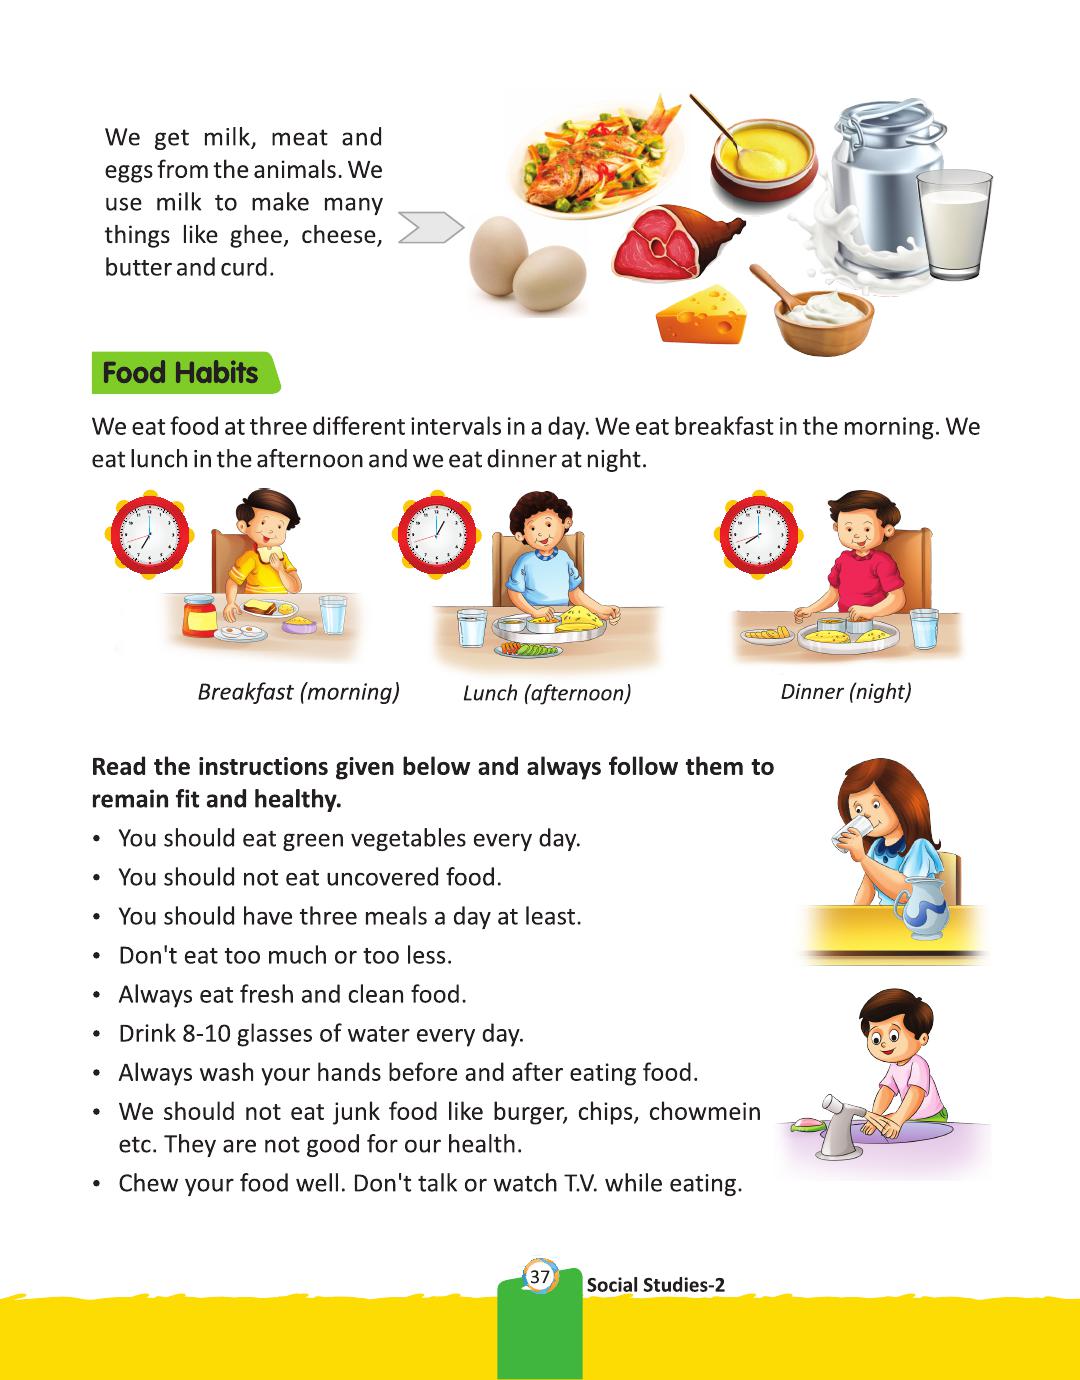 We get milk, meat and
eggs from the animals. We
use milk to make many
things like ghee, cheese,
butter and curd.
Food Habits
We eat food at three different intervals in a day. We eat breakfast in the morning. We
eat lunch in the afternoon and we eat dinner at night.
Breakfast (morning)
Lunch (afternoon)
Dinner (night)
Read the instructions given below and always follow them to
remain fit and healthy.
• You should eat green vegetables every day.
• You should not eat uncovered food.
• You should have three meals a day at least.
• Don't eat too much or too less.
• Always eat fresh and clean food.
• Drink 8-10 glasses of water every day.
• Always wash your hands before and after eating food.
• We should not eat junk food like burger, chips, chowmein
etc. They are not good for our health.
• Chew your food well. Don't talk or watch T.V. while eating.
37
Social Studies-2